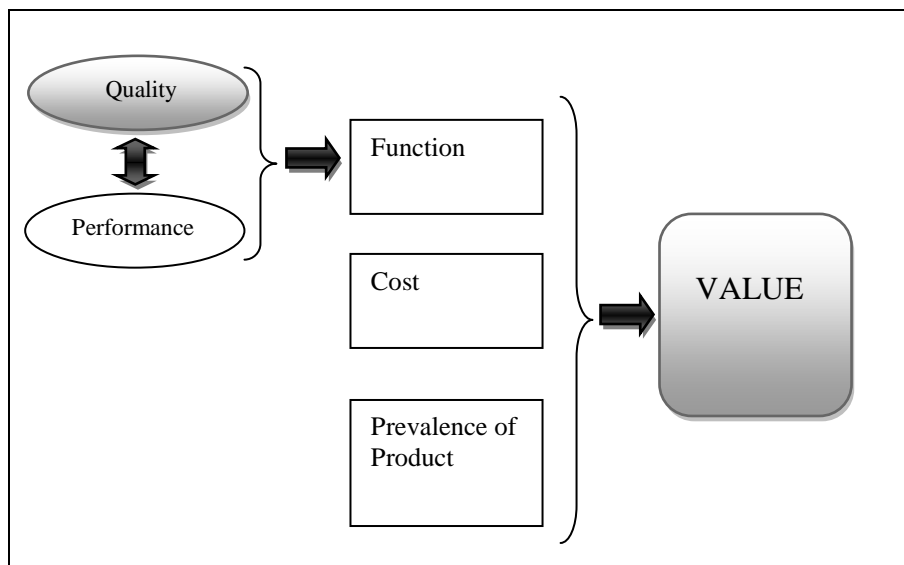 Quality
Performance
Function
Cost
Prevalence of
Product
VALUE